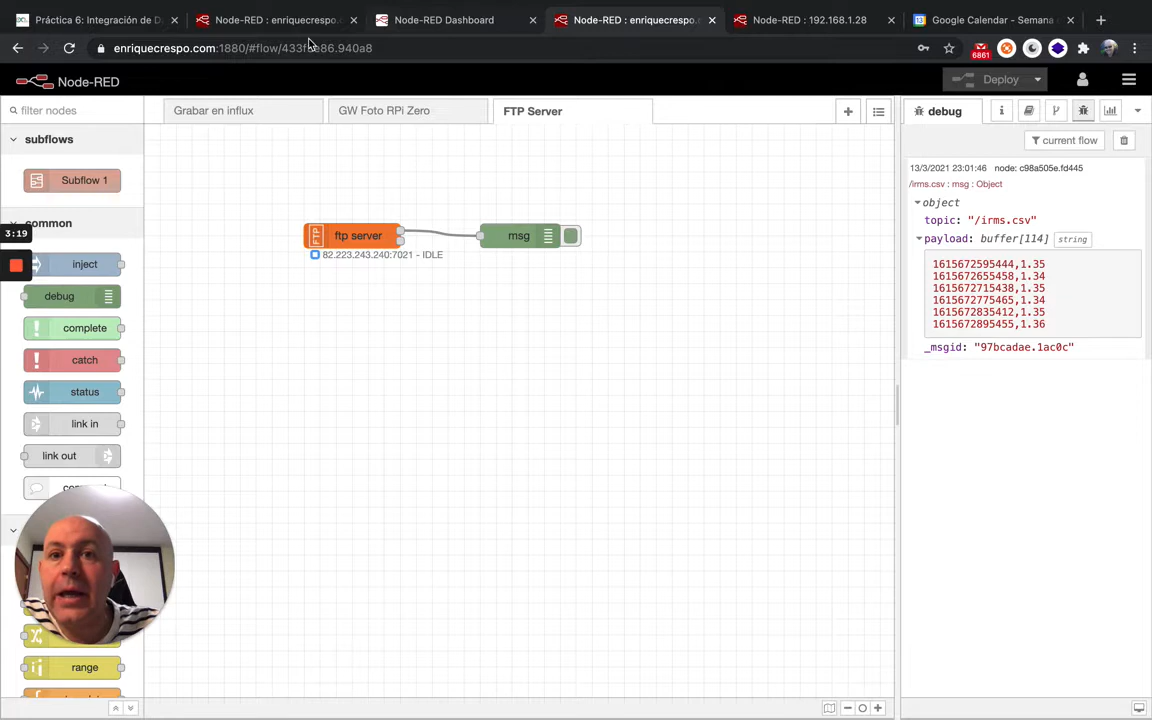 Práctica 6: Integración de D
Node-RED : enriquecrespo.c
Node-RED Dashboard
Node-RED : enriquecrespo.
Node-RED : 192.168.1.28
Google Calendar - Semana
enriquecrespo.com:1880/#flow/433f
e86.940a8
6861
Node-RED
Deploy
filter nodes
Grabar en influx
GW Foto RPi Zero
FTP Server
debug
subflows
current flow
Subflow 1
13/3/2021 23:01:46 node: c98a505e.fd445
/irms.csv : msg : Object
object
topic: "/irms.csv"
payload: buffer[114] string
1615672595444,1.35
1615672655458,1.34
1615672715438,1.35
1615672775465,1.34
1615672835412,1.35
1615672895455,1.36
_msgid: "97bcadae.1ac0c"
common
3:19
FTP
ftp server
msg
82.223.243.240:7021 - IDLE
inject
debug
complete
catch
status
link in
link out
range